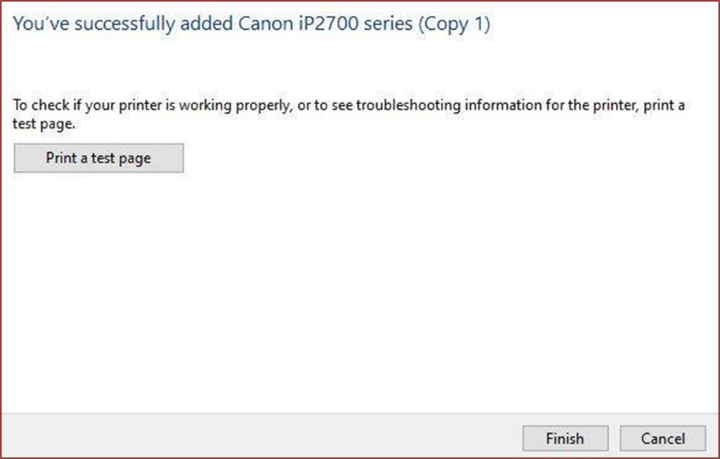 You've successfully added Canon iP2700 series (Copy 1)
To check if your printer is working properly, or to see troubleshooting information for the printer, print a
test page.
Print a test page
Finish
Cancel